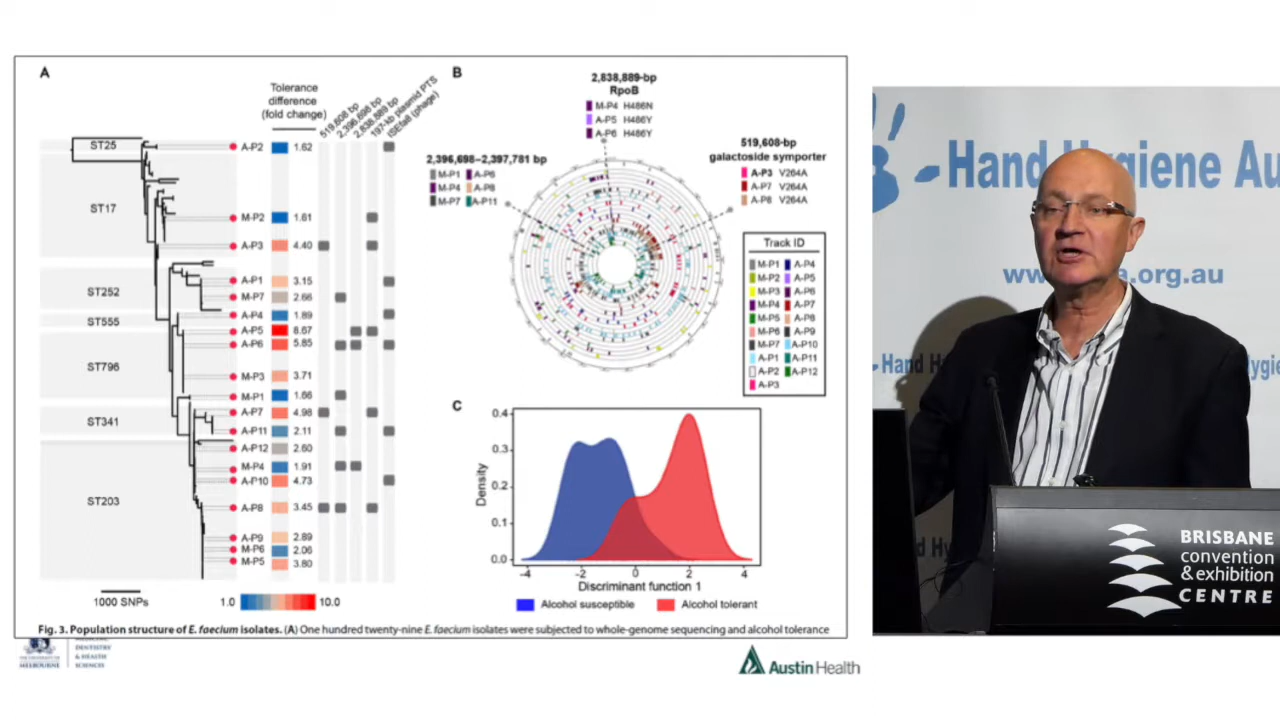 A
Tolerance
difference
(fold change)
519,608 bp
2,396,698 bp
2,838,889 bp
197-kb plasmid PTS
ISEfa8 (phage)
ST25
A-P2 1.62
ST17
M-P2 1.61
A-P3 4.40
A-P1 3.15
ST252
M-P7 2.66
A-P4 1.89
ST555
A-P5 8.67
A-P6 5.85
ST796
M-P3 3.71
M-P1 1.66
A-P7 4.98
ST341
A-P11 2.11
A-P12 2.60
M-P4 1.91
A-P10 4.73
ST203
A-P8 3.45
A-P9 2.89
M-P6 2.06
M-P5 3.80
1000 SNPs
1.0 10.0
B
2,838,889-bp
RpoB
M-P4 H486N
A-P5 H486Y
A-P6 H486Y
2,396,698–2,397,781 bp
M-P1 A-P6
M-P4 A-P8
M-P7 A-P11
519,608-bp
galactoside symporter
A-P3 V264A
A-P7 V264A
A-P8 V264A
Track ID
M-P1 A-P4
M-P2 A-P5
M-P3 A-P6
M-P4 A-P7
M-P5 A-P8
M-P6 A-P9
M-P7 A-P10
A-P1 A-P11
A-P2 A-P12
A-P3
C
Density
0.4
0.3
0.2
0.1
0.0
-4 -2 0 2 4
Discriminant function 1
Alcohol susceptible Alcohol tolerant
Fig. 3. Population structure of E. faecium isolates. (A) One hundred twenty-nine E. faecium isolates were subjected to whole-genome sequencing and alcohol tolerance
MELBOURNE
DENTISTRY
& HEALTH
SCIENCES
Austin Health
Hand Hygiene Au
.org.au
Hand H
BRISBANE
convention
& exhibition
CENTRE